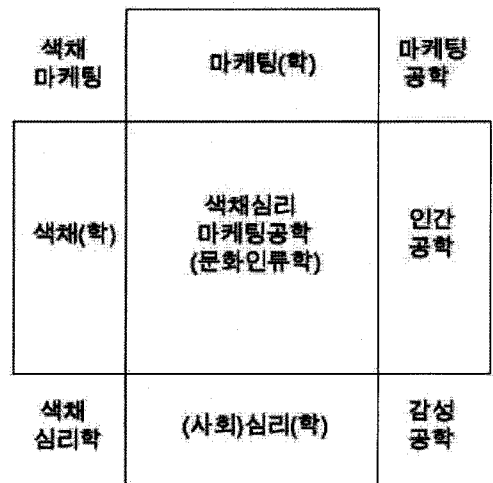 색채
마케팅
마케팅(학)
마케팅
공학
색채(학)
색채심리
마케팅공학
(문화인류학)
인간
공학
색채
심리학
(사회)심리(학)
감성
공학